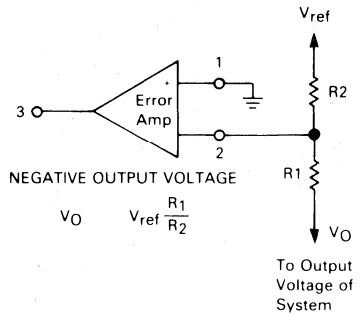 Vref
1
+
R2
3
Error
Amp
2
NEGATIVE OUTPUT VOLTAGE
R1
VO Vref R1/R2
VO
To Output
Voltage of
System